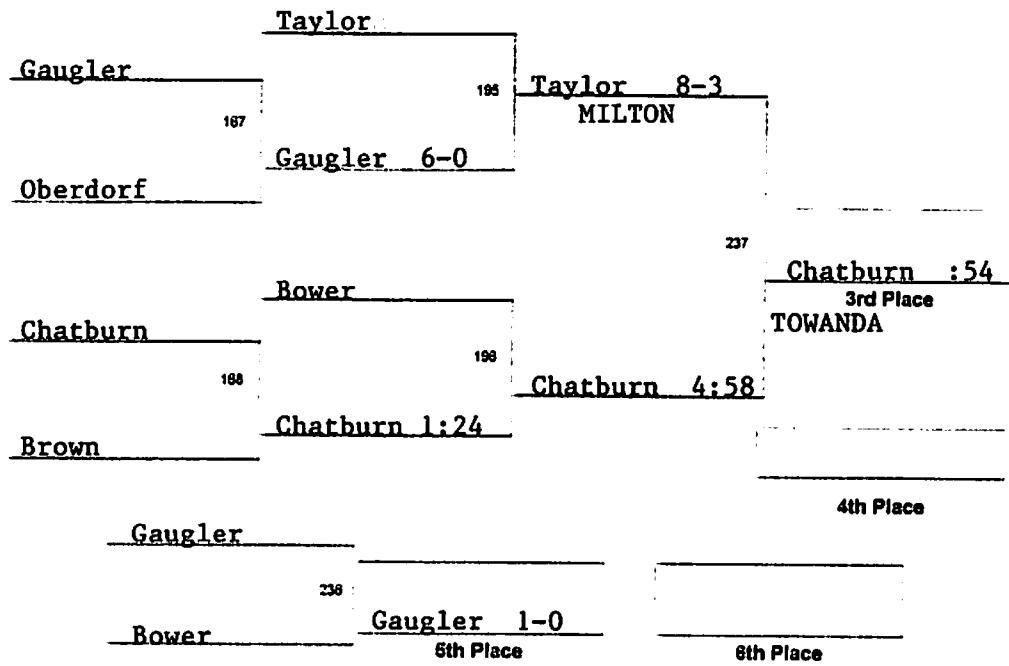 Taylor
Gaugler
195 Taylor 8-3
167 MILTON
Gaugler 6-0
Oberdorf
237
Chatburn :54
Bower 3rd Place
Chatburn TOWANDA
196
168 Chatburn 4:58
Chatburn 1:24
Brown
4th Place
Gaugler
236
Gaugler 1-0
Bower 5th Place 6th Place